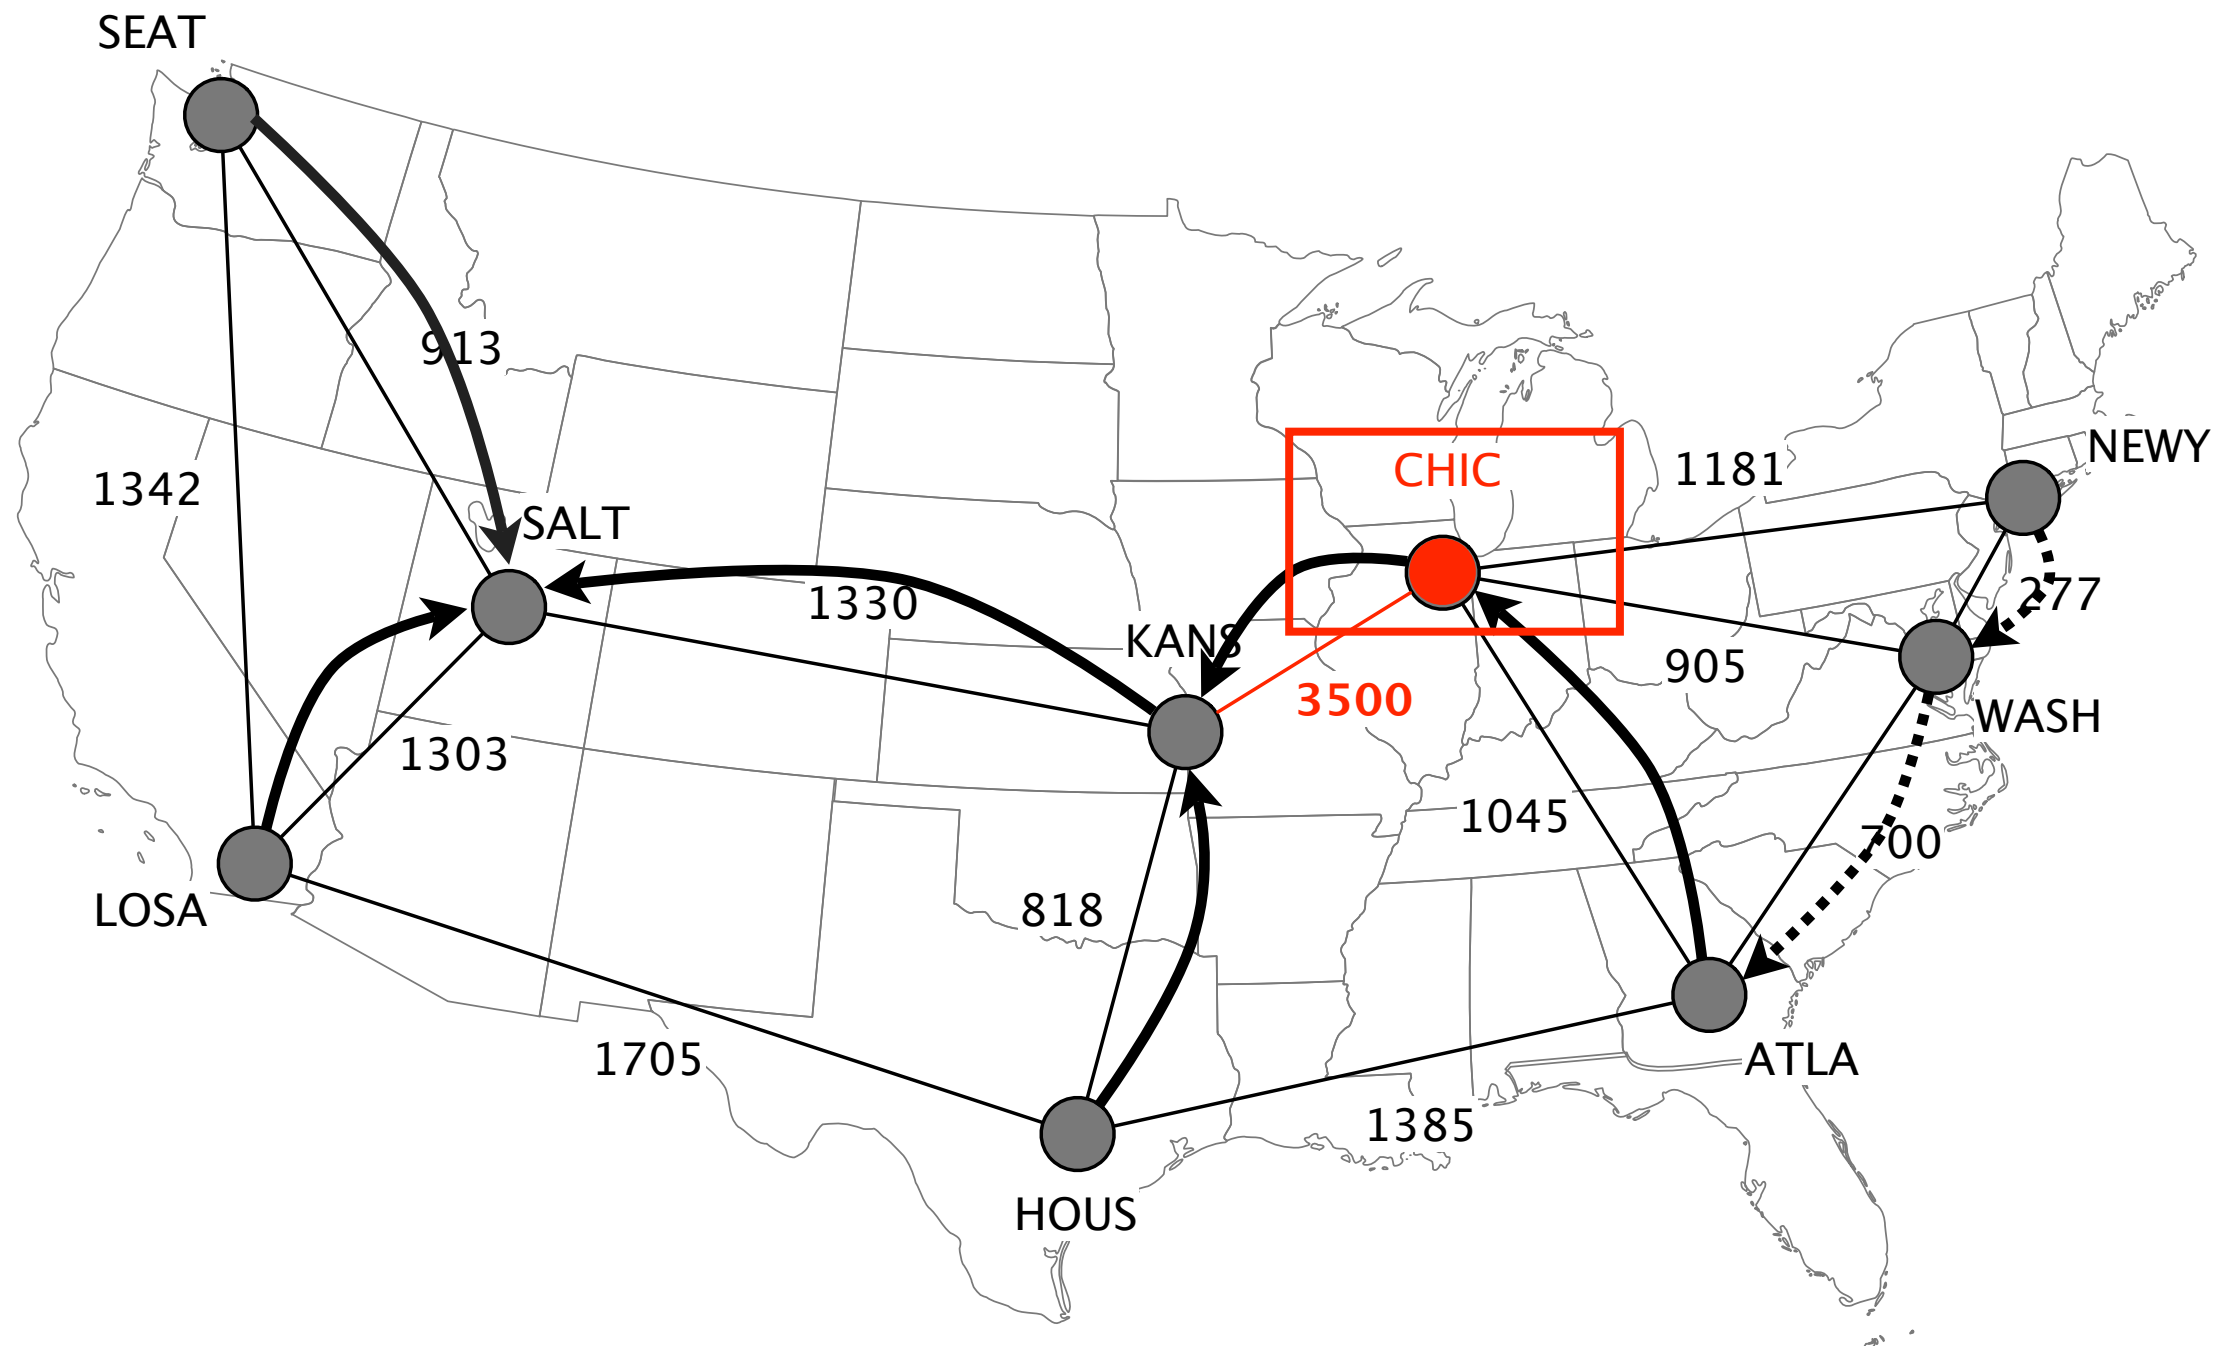 SEAT
913
1342
SALT
CHIC
1181
NEWY
277
1330
KANS
905
3500
WASH
1303
1045
700
LOSA
818
1705
ATLA
1385
HOUS